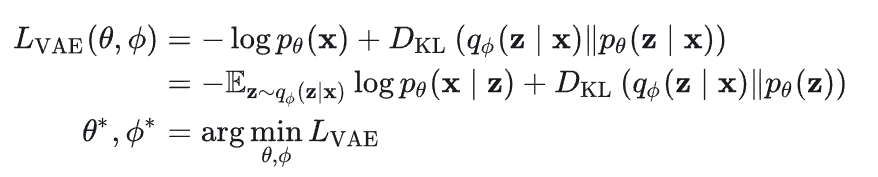 L_VAE(θ, ϕ) = − log p_θ(𝐱) + D_KL (q_ϕ(𝐳 ∣ 𝐱)‖p_θ(𝐳 ∣ 𝐱))
= −𝔼_{𝐳∼q_ϕ(𝐳|𝐱)} log p_θ(𝐱 ∣ 𝐳) + D_KL (q_ϕ(𝐳 ∣ 𝐱)‖p_θ(𝐳))
θ*, ϕ* = arg min_{θ,ϕ} L_VAE